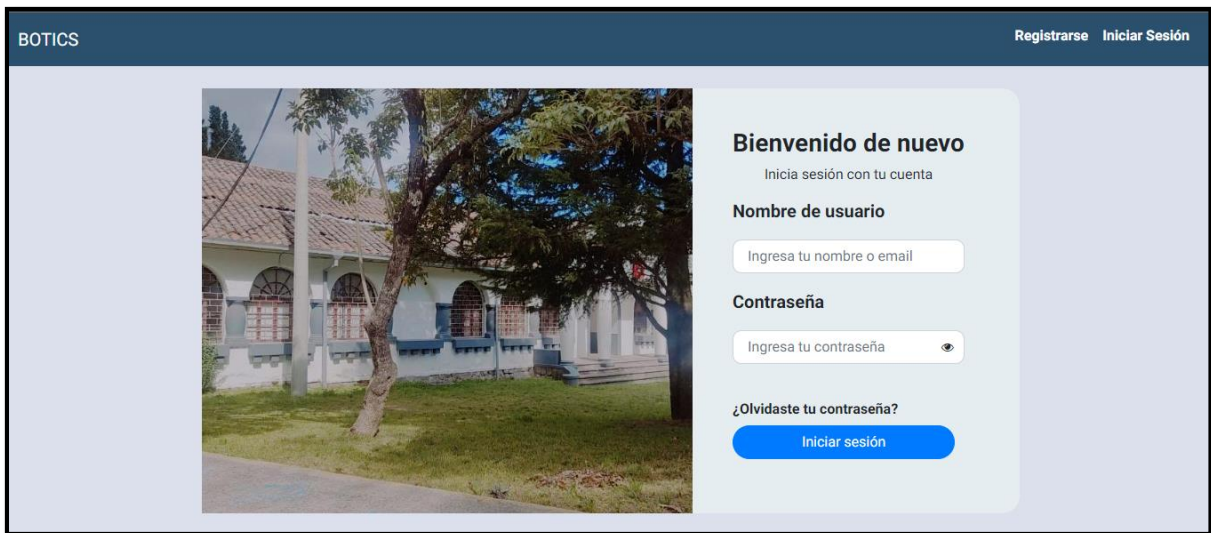 BOTICS
Registrarse Iniciar Sesión
Bienvenido de nuevo
Inicia sesión con tu cuenta
Nombre de usuario
Ingresa tu nombre o email
Contraseña
Ingresa tu contraseña
¿Olvidaste tu contraseña?
Iniciar sesión